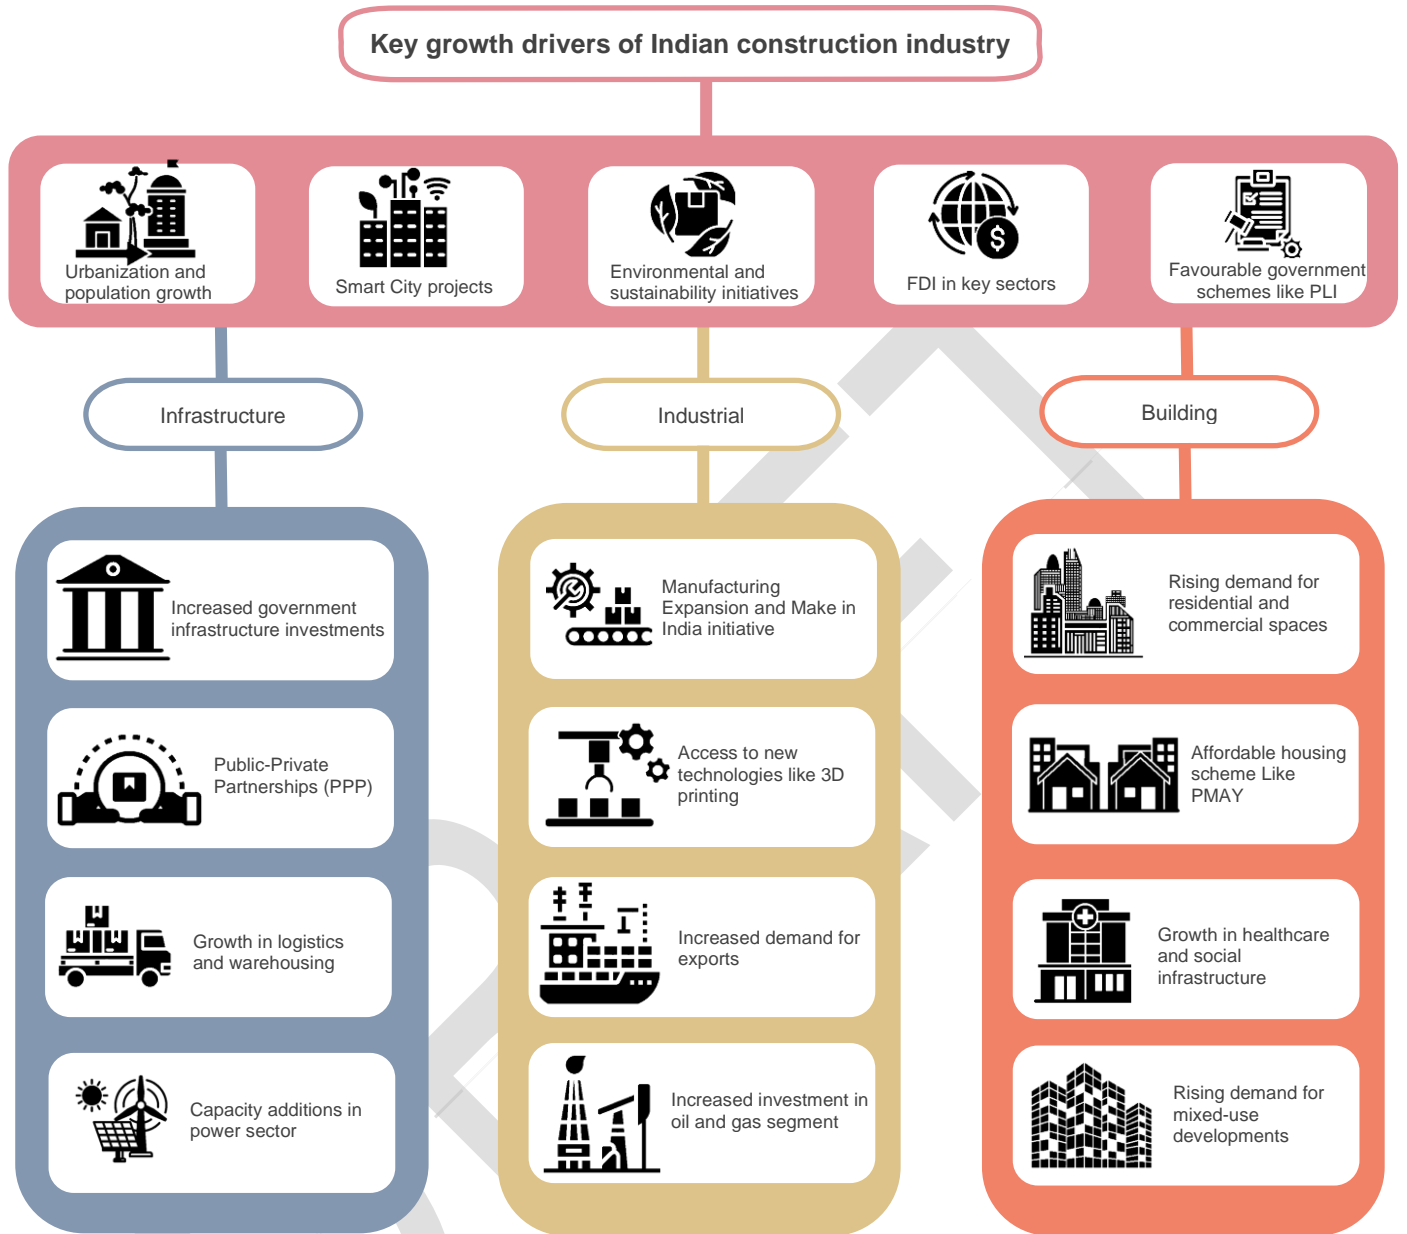 Key growth drivers of Indian construction industry
Urbanization and
population growth
Smart City projects
Environmental and
sustainability initiatives
FDI in key sectors
Favourable government
schemes like PLI
Infrastructure
Industrial
Building
Increased government
infrastructure investments
Public-Private
Partnerships (PPP)
Growth in logistics
and warehousing
Capacity additions in
power sector
Manufacturing
Expansion and Make in
India initiative
Access to new
technologies like 3D
printing
Increased demand for
exports
Increased investment in
oil and gas segment
Rising demand for
residential and
commercial spaces
Affordable housing
scheme Like
PMAY
Growth in healthcare
and social
infrastructure
Rising demand for
mixed-use
developments